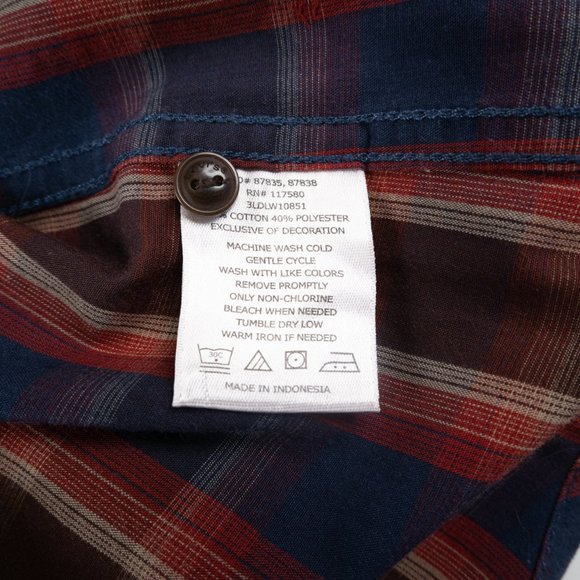 # 87835, 87838
RN# 117580
3LDLW10851
% COTTON 40% POLYESTER
EXCLUSIVE OF DECORATION
MACHINE WASH COLD
GENTLE CYCLE
WASH WITH LIKE COLORS
REMOVE PROMPTLY
ONLY NON-CHLORINE
BLEACH WHEN NEEDED
TUMBLE DRY LOW
WARM IRON IF NEEDED
30C
MADE IN INDONESIA